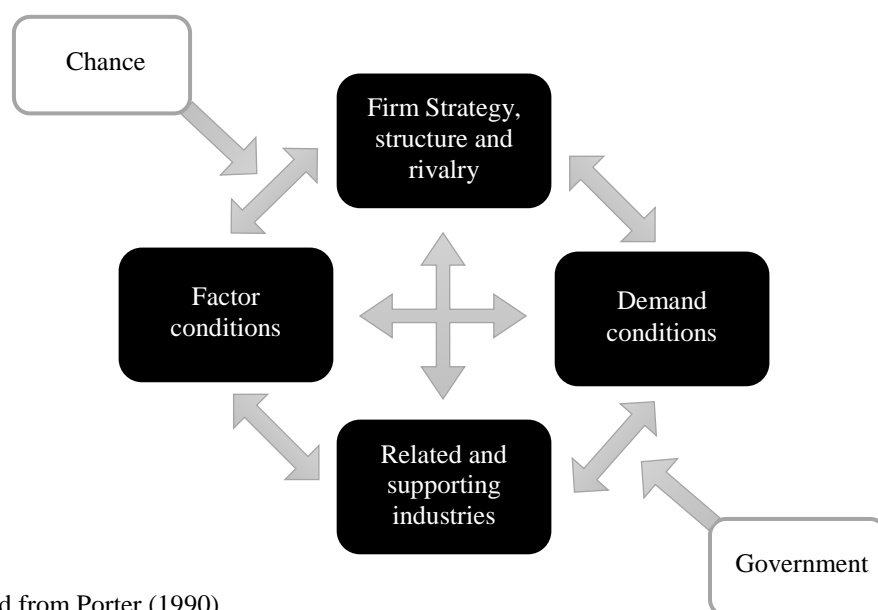 Chance
Firm Strategy,
structure and
rivalry
Factor
conditions
Demand
conditions
Related and
supporting
industries
Government
from Porter (1990)